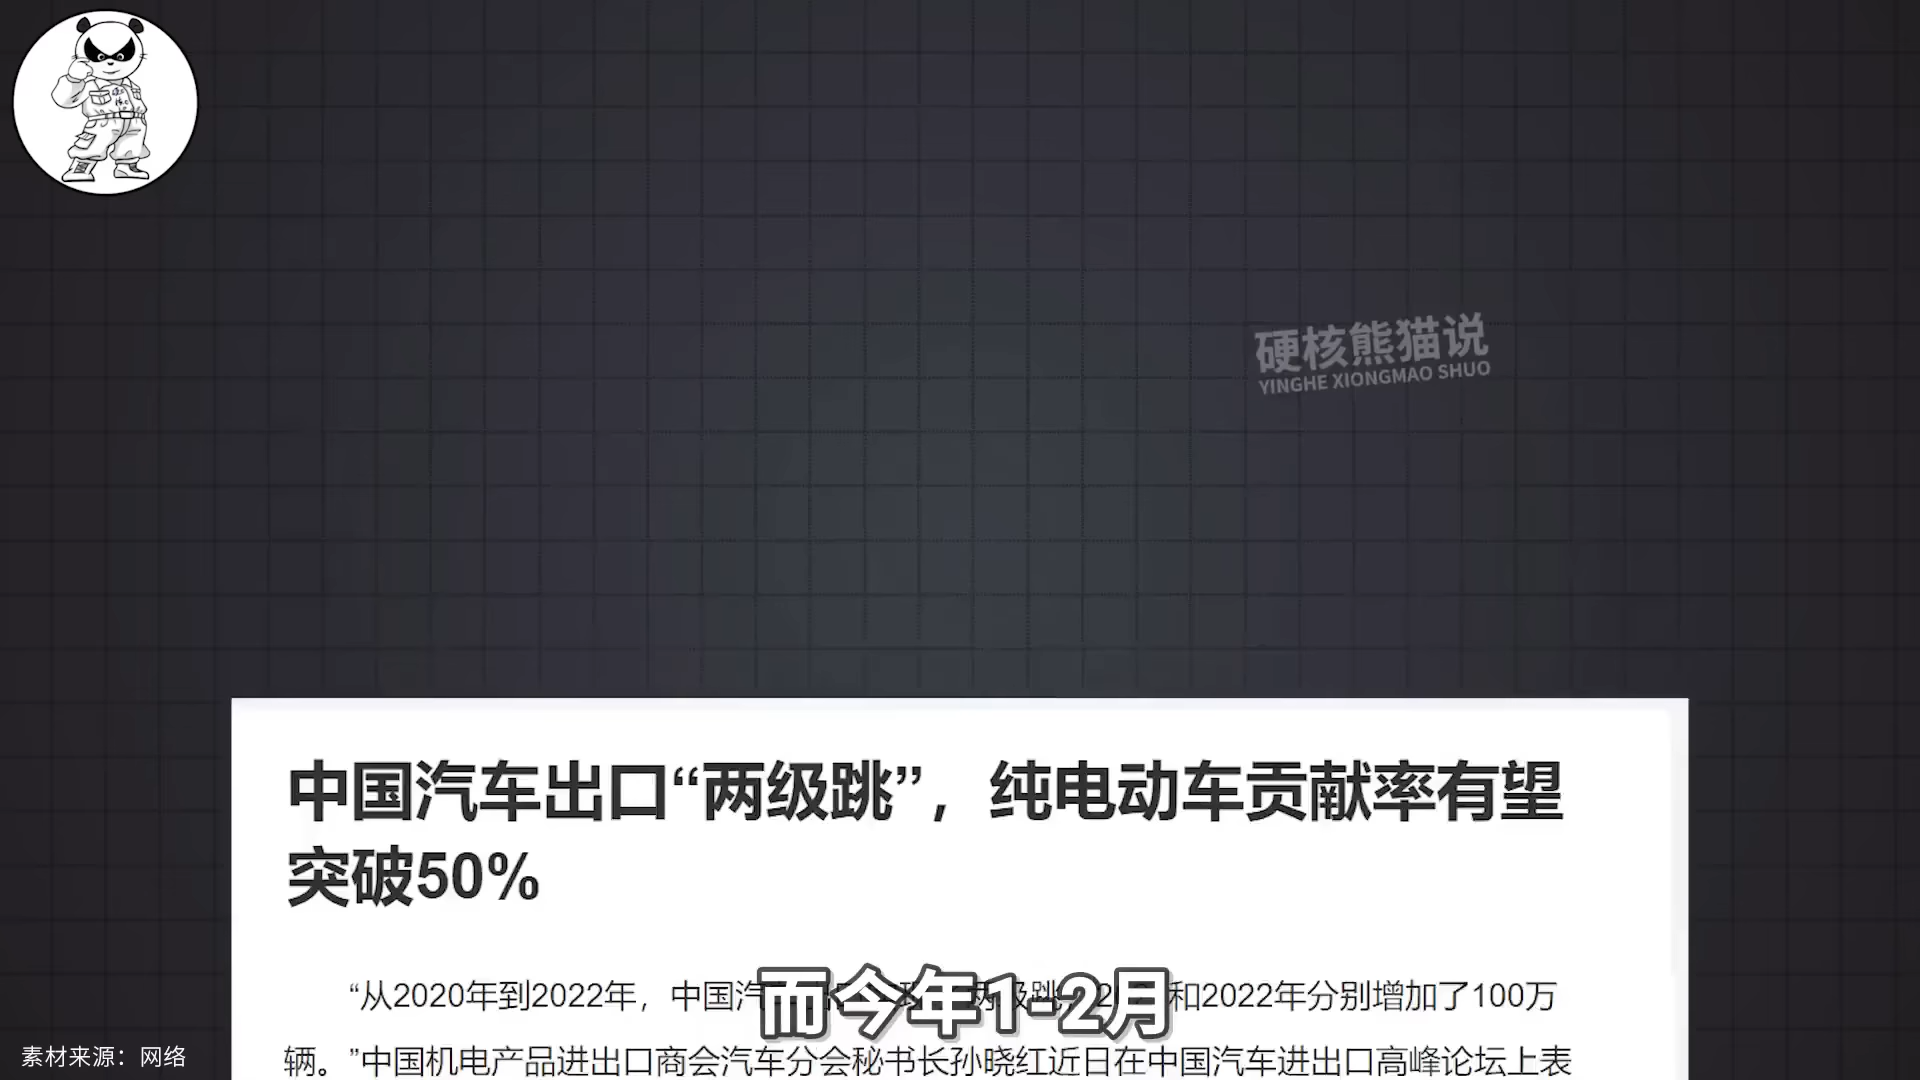 硬核熊猫说
YINGHE XIONGMAO SHUO
中国汽车出口“两级跳”，纯电动车贡献率有望
突破50%
“从2020年到2022年，中国汽 两级跳 和2022年分别增加了100万
而今年1-2月
辆。”中国机电产品进出口商会汽车分会秘书长孙晓红近日在中国汽车进出口高峰论坛上表
素材来源：网络